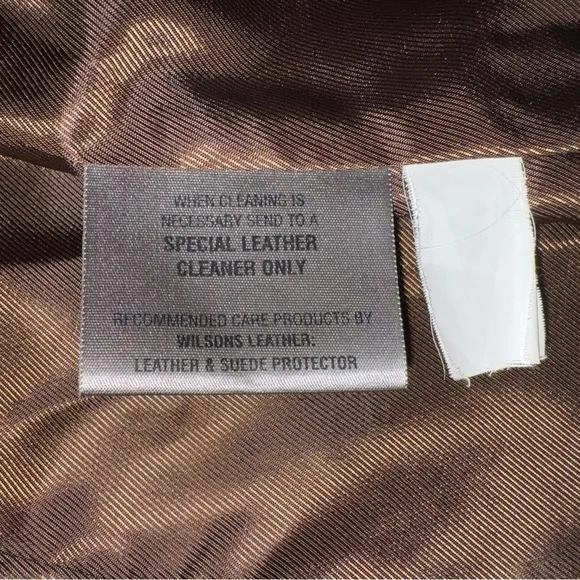 WHEN CLEANING IS
NECESSARY SEND TO A
SPECIAL LEATHER
CLEANER ONLY
RECOMMENDED CARE PRODUCTS BY
WILSONS LEATHER:
LEATHER & SUEDE PROTECTOR